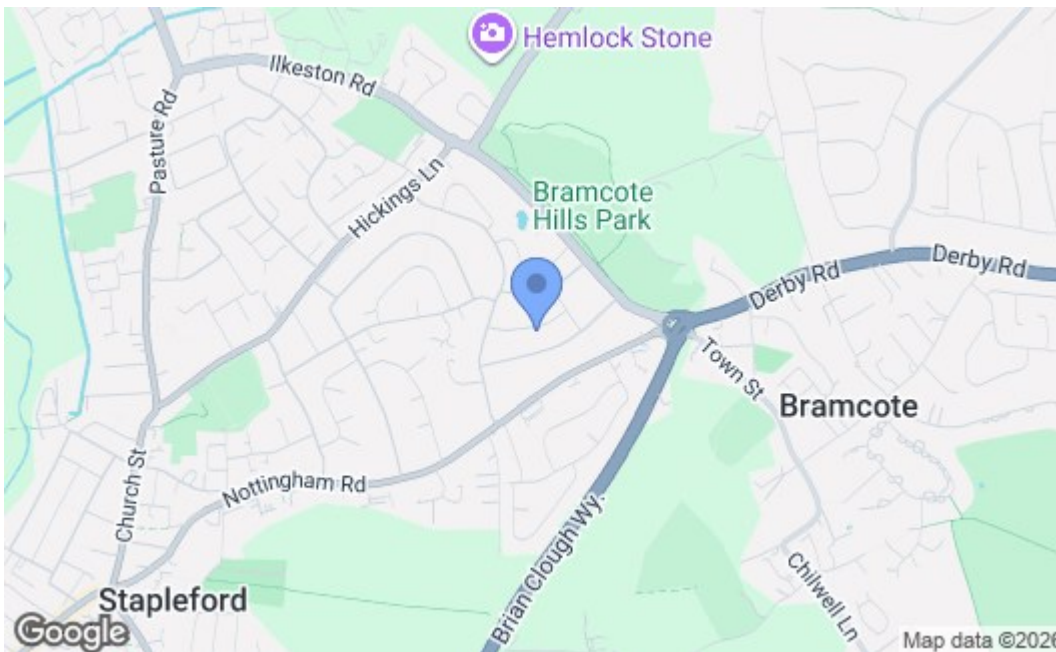 Hemlock Stone
Ilkeston Rd
Pasture Rd
Hickings Ln
Bramcote
Hills Park
Derby Rd
Derby Rd
Town St
Bramcote
Church St
Nottingham Rd
Brian Clough Wy.
Chilwell Ln
Stapleford
Google
Map data ©2026